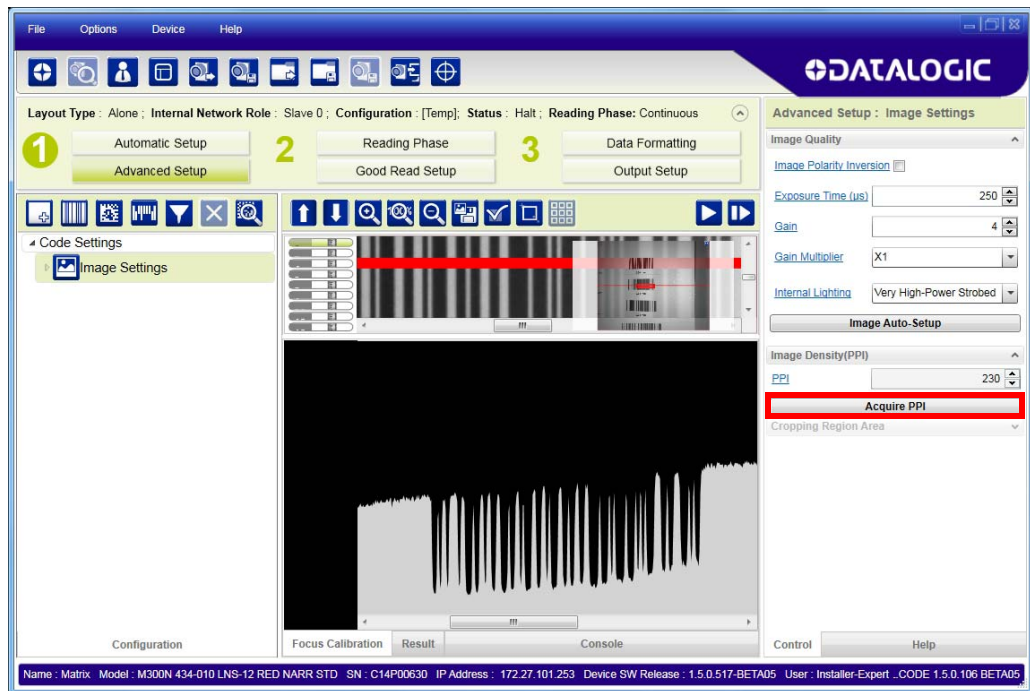 File Options Device Help
DATALOGIC
Layout Type : Alone ; Internal Network Role : Slave 0 ; Configuration : [Temp]; Status : Halt ; Reading Phase: Continuous
1 Automatic Setup 2 Reading Phase 3 Data Formatting
Advanced Setup Good Read Setup Output Setup
Code Settings
Image Settings
100%
Configuration
Focus Calibration Result Console
Advanced Setup : Image Settings
Image Quality
Image Polarity Inversion
Exposure Time (µs) 250
Gain 4
Gain Multiplier X1
Internal Lighting Very High-Power Strobed
Image Auto-Setup
Image Density(PPI)
PPI 230
Acquire PPI
Cropping Region Area
Control Help
Name : Matrix Model : M300N 434-010 LNS-12 RED NARR STD SN : C14P00630 IP Address : 172.27.101.253 Device SW Release : 1.5.0.517-BETA05 User : Installer-Expert ..CODE 1.5.0.106 BETA05